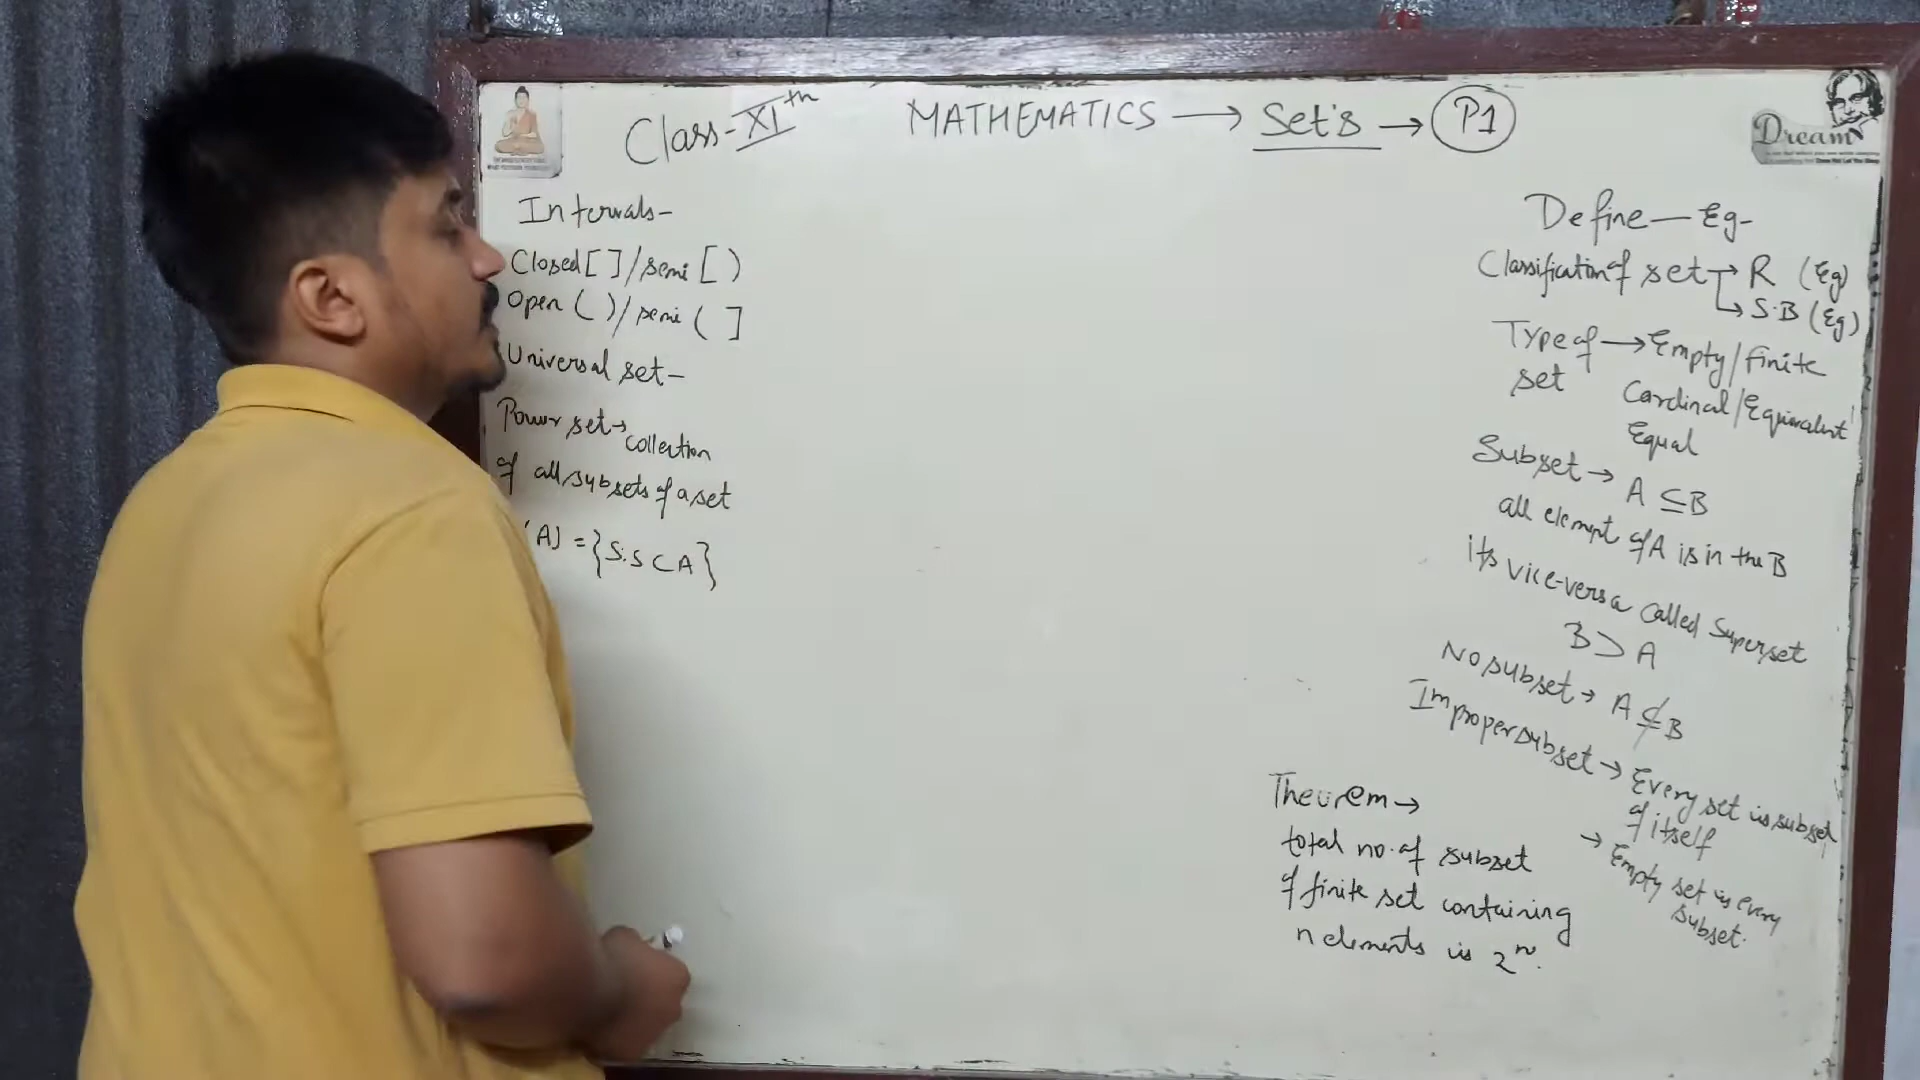 Class-XIth MATHEMATICS → Set's → P1
Intervals-
Closed [ ] / semi [ )
Open ( ) / semi ( ]
Universal set-
Power set → collection
of all subsets of a set
(A) = {S:S ⊂ A}
Define — Eg-
Classification of set → R (Eg)
→ S.B (Eg)
Type of set → Empty / finite
Cardinal / Equivalent
Equal
Subset → A ⊆ B
all elempt of A is in the B
its vice-versa called Superset
B ⊃ A
No subset → A ⊈ B
Improper subset → Every set is subset
of itself
→ Empty set is every
subset.
Theorem →
total no. of subset
of finite set containing
n elements is 2ⁿ.
Dream